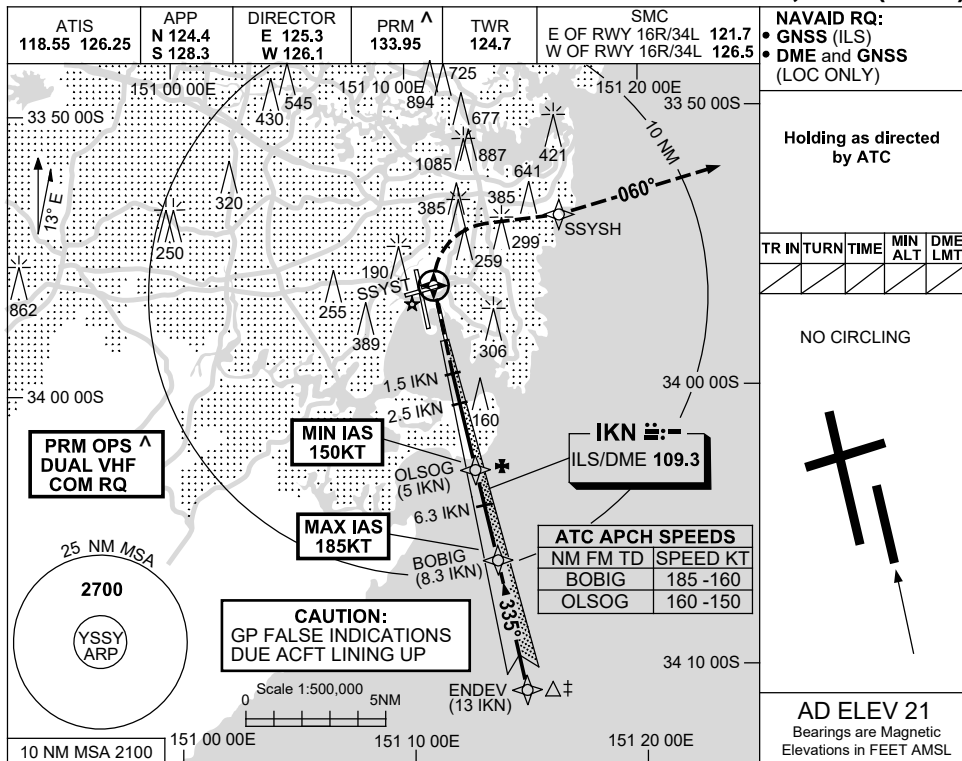 ATIS
118.55 126.25
APP
N 124.4
S 128.3
DIRECTOR
E 125.3
W 126.1
PRM ^
133.95
TWR
124.7
SMC
E OF RWY 16R/34L 121.7
W OF RWY 16R/34L 126.5
NAVAID RQ:
• GNSS (ILS)
• DME and GNSS
(LOC ONLY)
151 00 00E
151 10 00E
151 20 00E
33 50 00S
33 50 00S
545
430
894
725
677
887
1085
421
641
10 NM
Holding as directed
by ATC
13° E
320
250
385
385
060°
SSYSH
299
259
190
SSYST
862
255
389
306
TR IN
TURN
TIME
MIN
ALT
DME
LMT
NO CIRCLING
1.5 IKN
34 00 00S
34 00 00S
2.5 IKN
160
MIN IAS
150KT
IKN
ILS/DME 109.3
PRM OPS ^
DUAL VHF
COM RQ
OLSOG
(5 IKN)
6.3 IKN
MAX IAS
185KT
BOBIG
(8.3 IKN)
ATC APCH SPEEDS
NM FM TD SPEED KT
BOBIG 185 -160
OLSOG 160 -150
25 NM MSA
2700
YSSY
ARP
CAUTION:
GP FALSE INDICATIONS
DUE ACFT LINING UP
335°
34 10 00S
ENDEV
(13 IKN)
‡
Scale 1:500,000
0
5NM
10 NM MSA 2100
151 00 00E
151 10 00E
151 20 00E
AD ELEV 21
Bearings are Magnetic
Elevations in FEET AMSL